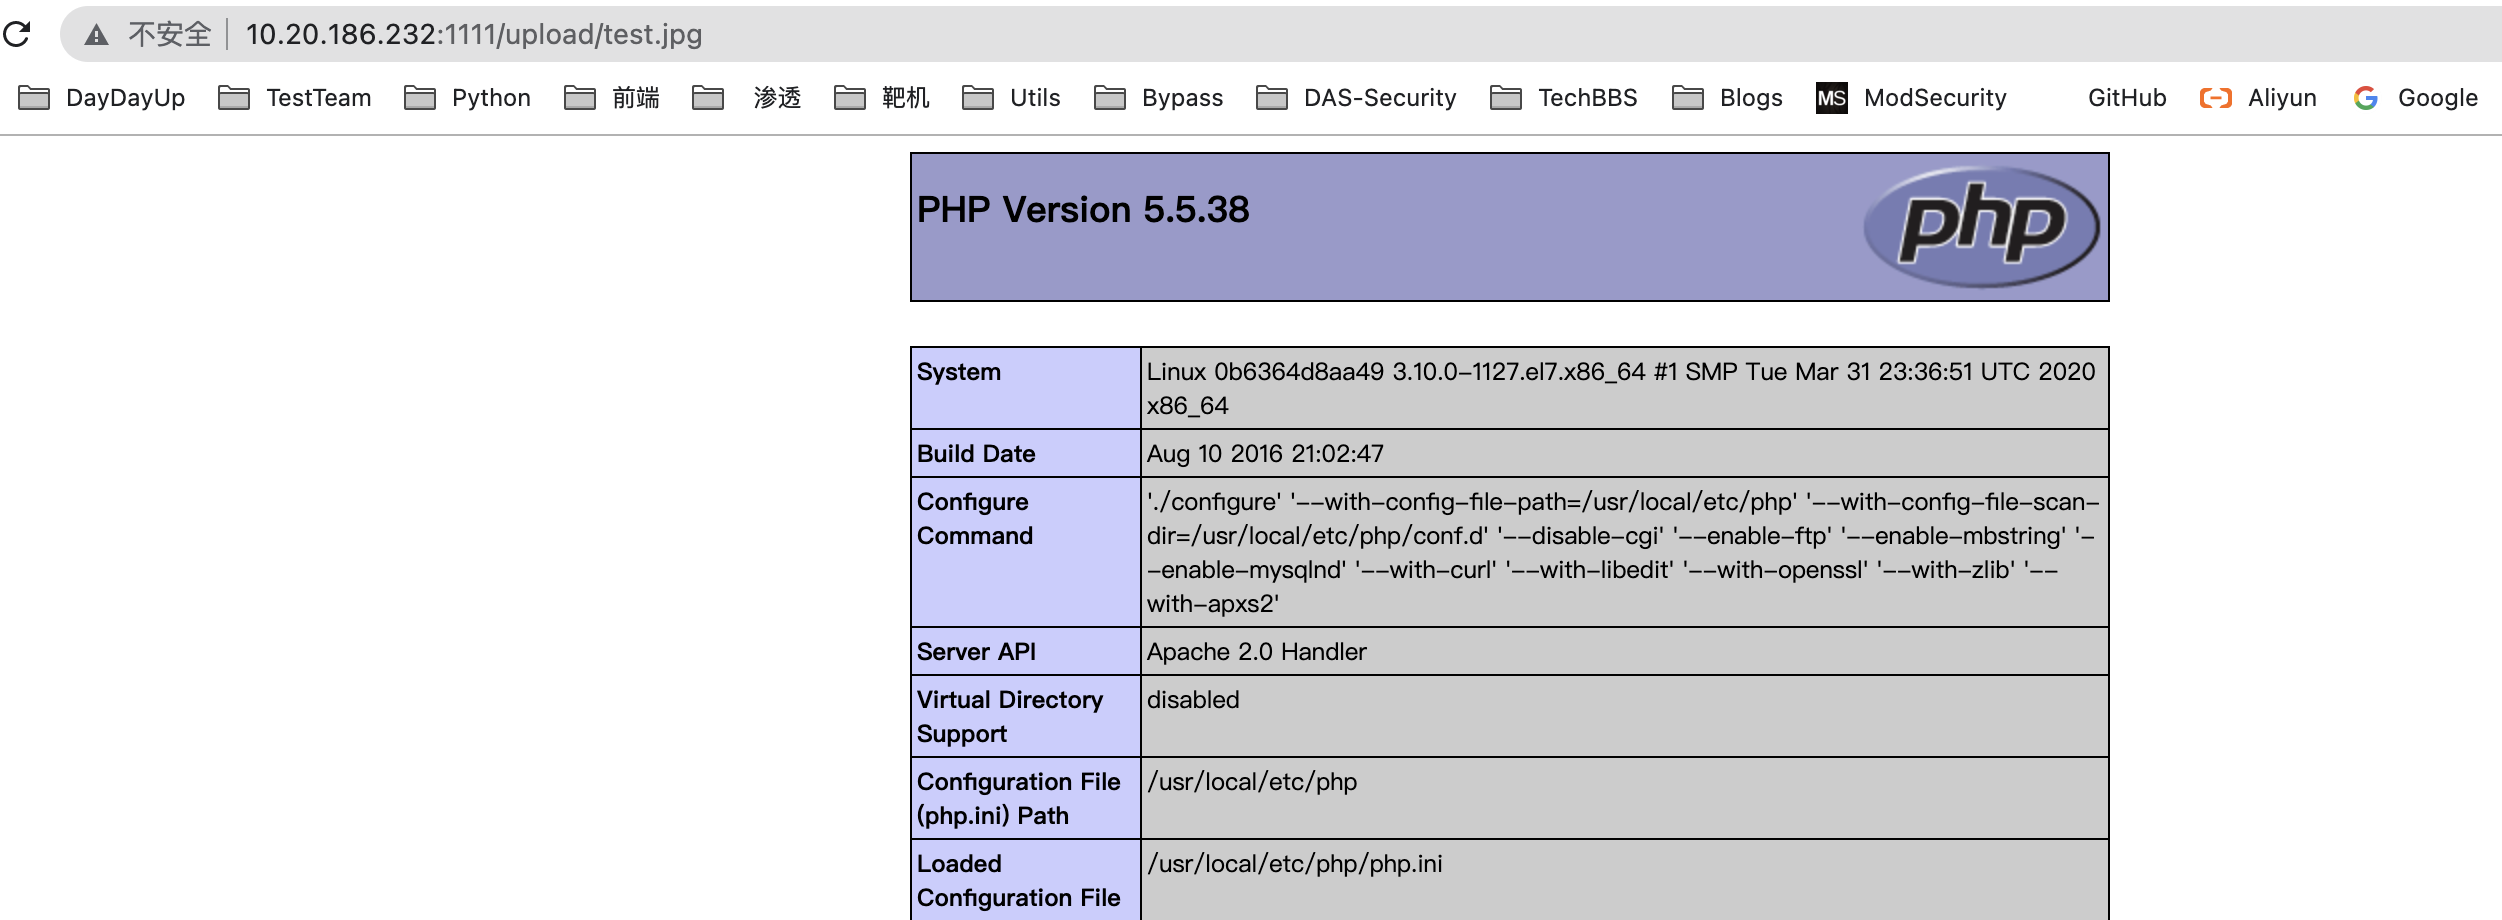 不安全 10.20.186.232:1111/upload/test.jpg
DayDayUp TestTeam Python 前端 渗透 靶机 Utils Bypass DAS-Security TechBBS Blogs MS ModSecurity GitHub Aliyun Google
PHP Version 5.5.38
php
System Linux 0b6364d8aa49 3.10.0-1127.el7.x86_64 #1 SMP Tue Mar 31 23:36:51 UTC 2020
x86_64
Build Date Aug 10 2016 21:02:47
Configure './configure' '--with-config-file-path=/usr/local/etc/php' '--with-config-file-scan-
Command dir=/usr/local/etc/php/conf.d' '--disable-cgi' '--enable-ftp' '--enable-mbstring' '-
-enable-mysqlnd' '--with-curl' '--with-libedit' '--with-openssl' '--with-zlib' '--
with-apxs2'
Server API Apache 2.0 Handler
Virtual Directory disabled
Support
Configuration File /usr/local/etc/php
(php.ini) Path
Loaded /usr/local/etc/php/php.ini
Configuration File